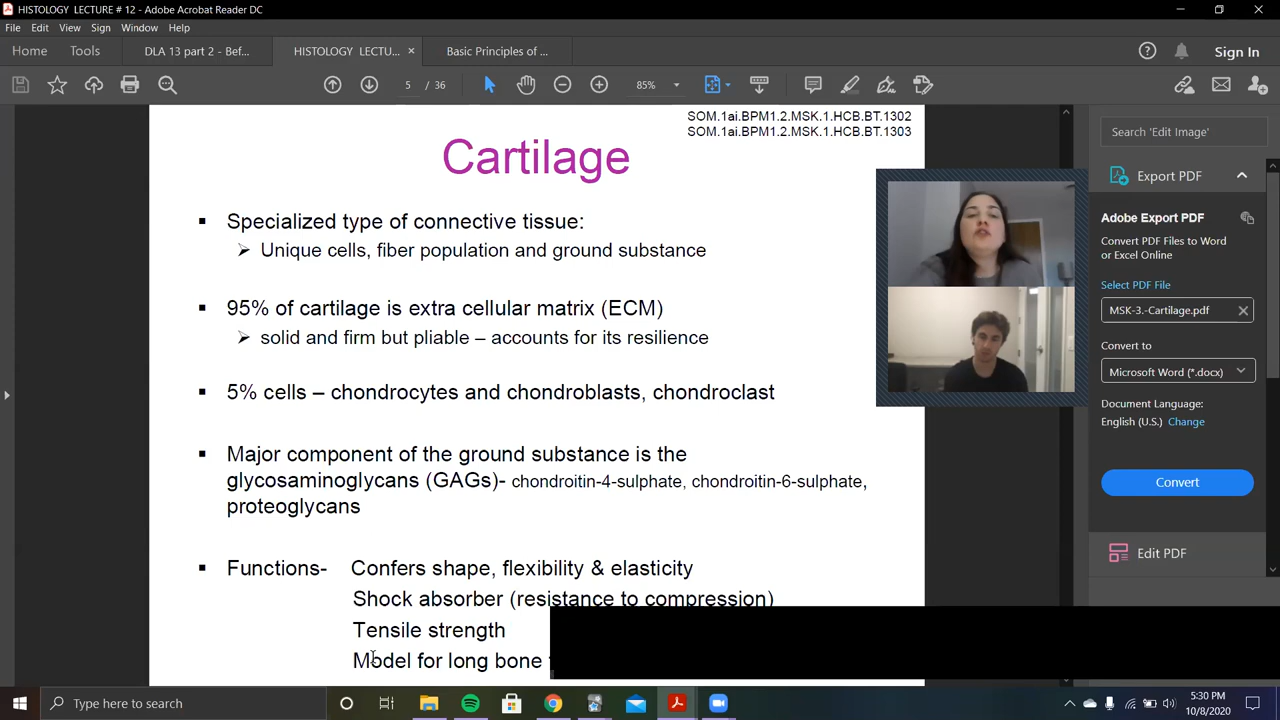 HISTOLOGY LECTURE # 12 - Adobe Acrobat Reader DC
File Edit View Sign Window Help
Home Tools DLA 13 part 2 - Bef... HISTOLOGY LECTU... × Basic Principles of ... Sign In
5 / 36 85%
SOM.1ai.BPM1.2.MSK.1.HCB.BT.1302
SOM.1ai.BPM1.2.MSK.1.HCB.BT.1303
Cartilage
▪ Specialized type of connective tissue:
➢ Unique cells, fiber population and ground substance
▪ 95% of cartilage is extra cellular matrix (ECM)
➢ solid and firm but pliable – accounts for its resilience
▪ 5% cells – chondrocytes and chondroblasts, chondroclast
▪ Major component of the ground substance is the
glycosaminoglycans (GAGs)- chondroitin-4-sulphate, chondroitin-6-sulphate,
proteoglycans
▪ Functions- Confers shape, flexibility & elasticity
Shock absorber (resistance to compression)
Tensile strength
Model for long bone
Search 'Edit Image'
Export PDF
Adobe Export PDF
Convert PDF Files to Word
or Excel Online
Select PDF File
MSK-3.-Cartilage.pdf
Convert to
Microsoft Word (*.docx)
Document Language:
English (U.S.) Change
Convert
Edit PDF
Type here to search
5:30 PM
10/8/2020